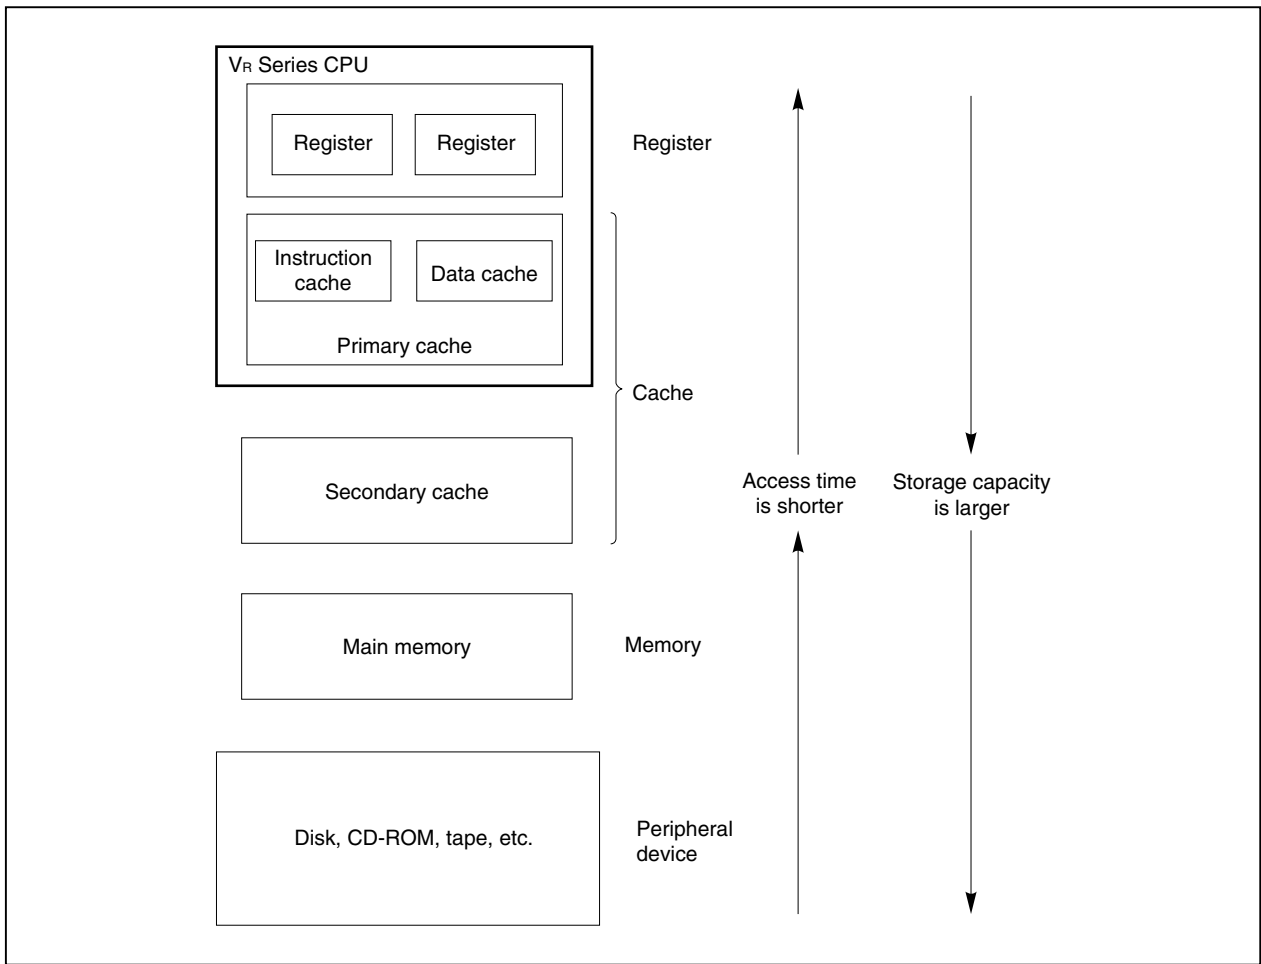 VR Series CPU
Register
Register
Register
Instruction
cache
Data cache
Primary cache
Cache
Secondary cache
Access time
is shorter
Storage capacity
is larger
Main memory
Memory
Disk, CD-ROM, tape, etc.
Peripheral
device